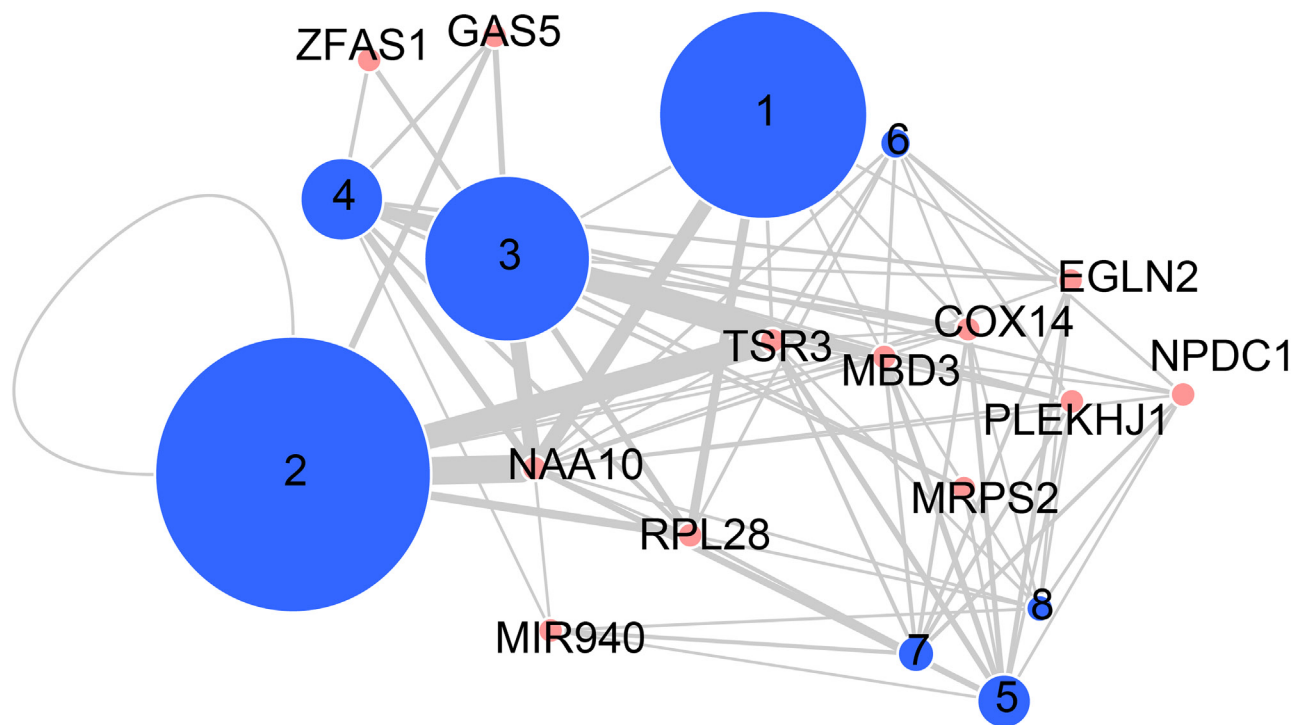 ZFAS1
GAS5
1
6
4
3
EGLN2
COX14
TSR3
MBD3
NPDC1
PLEKHJ1
2
NAA10
MRPS2
RPL28
8
MIR940
7
5